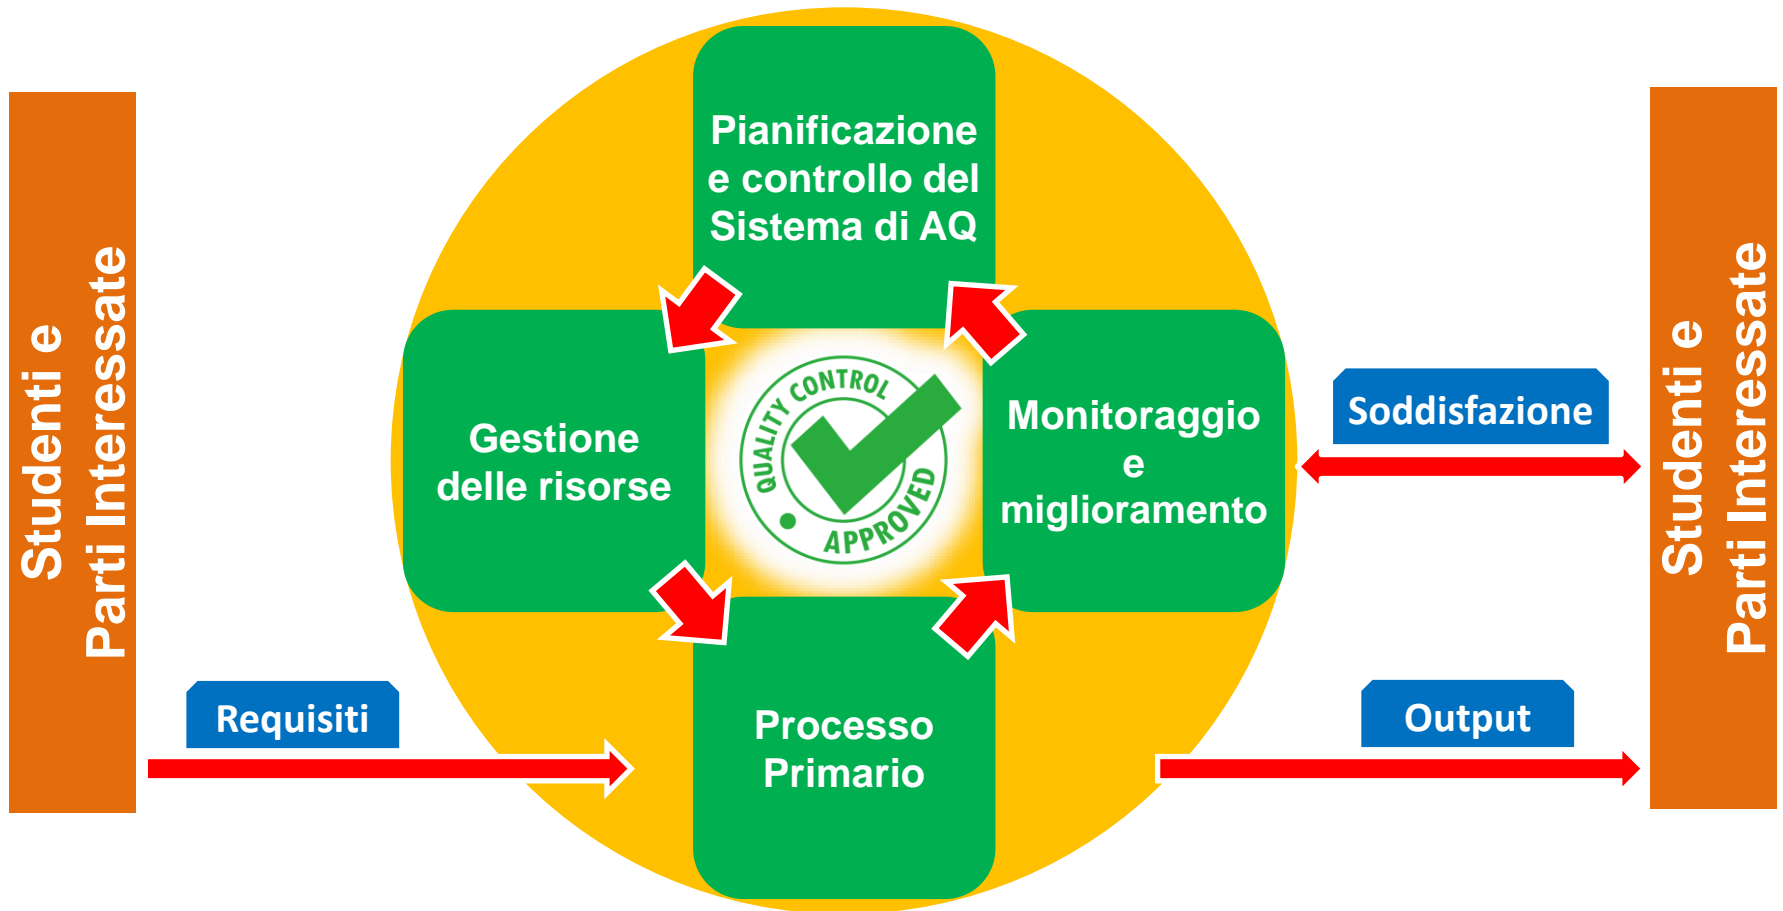 Studenti e
Parti Interessate
Pianificazione
e controllo del
Sistema di AQ
Gestione
delle risorse
QUALITY CONTROL
APPROVED
Monitoraggio
e
miglioramento
Processo
Primario
Requisiti
Soddisfazione
Output
Studenti e
Parti Interessate